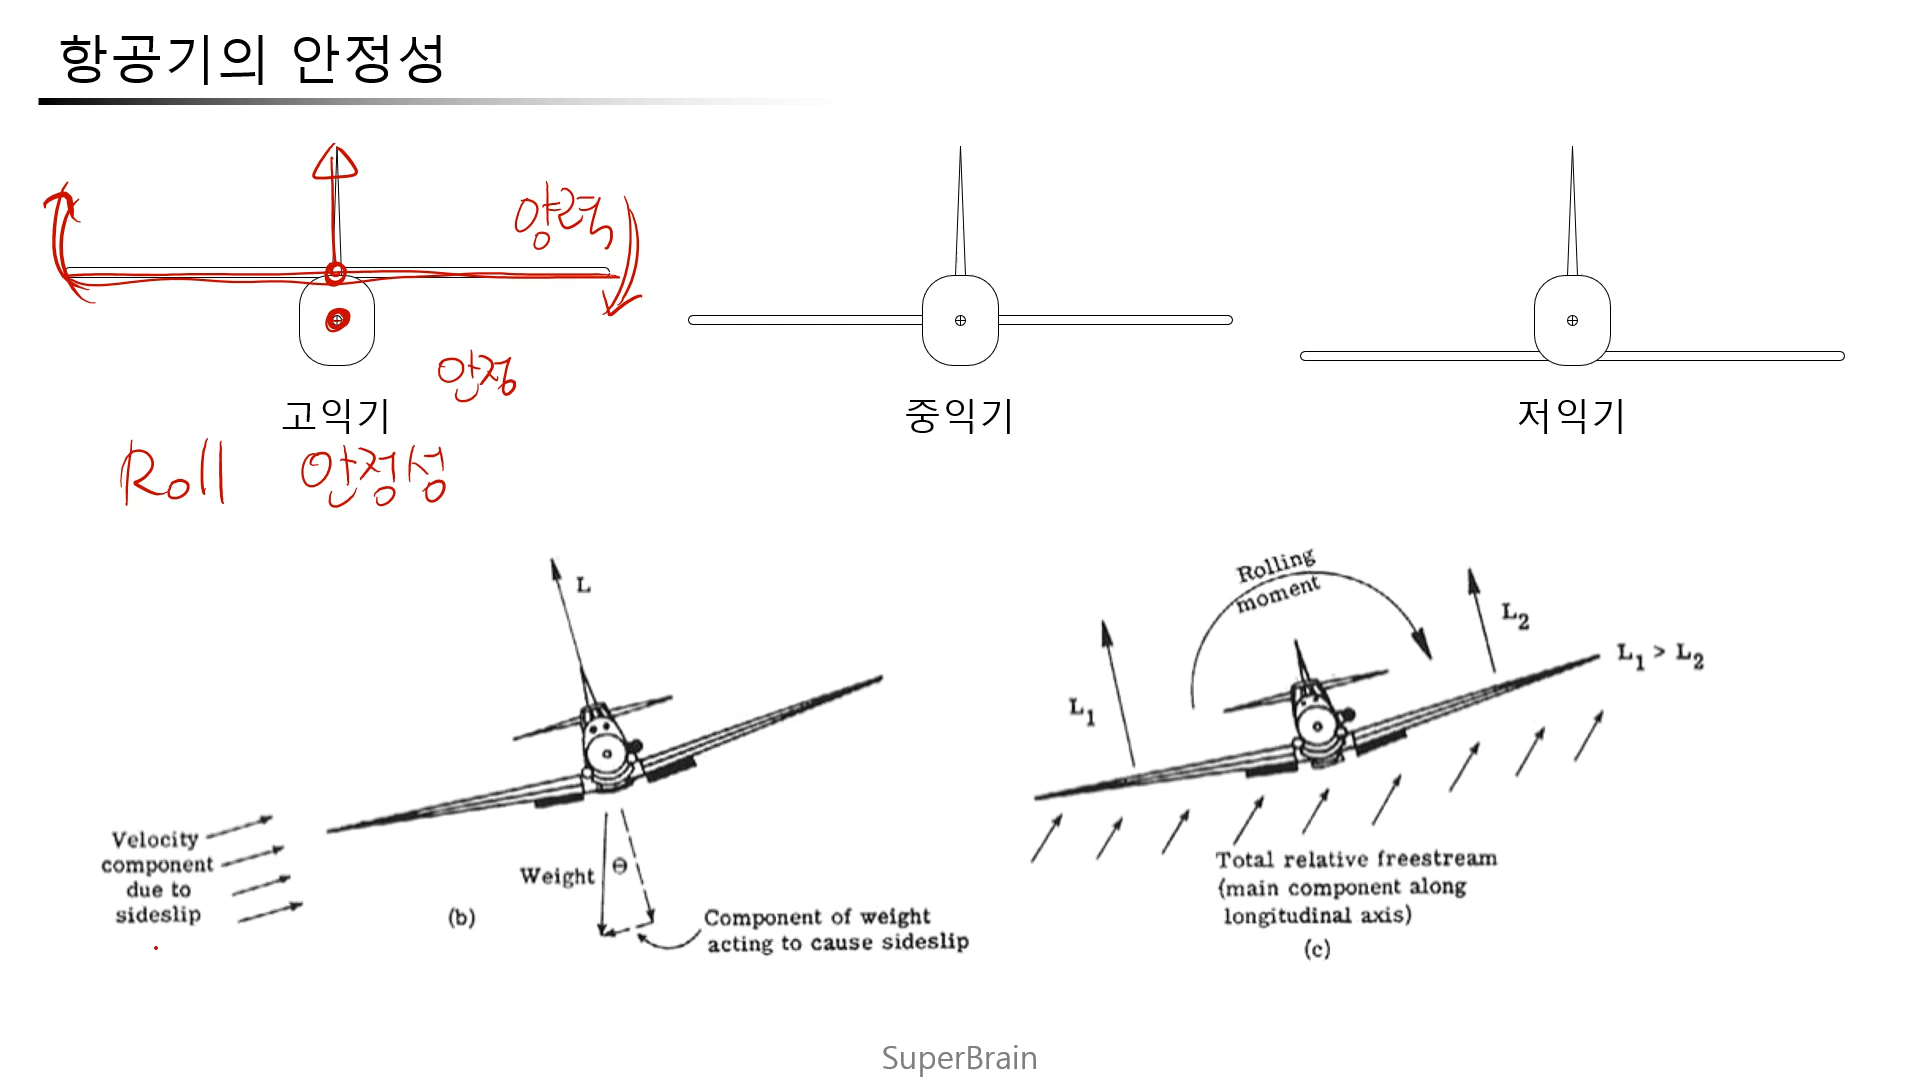 항공기의 안정성
양력
안정
고익기
중익기
저익기
Roll 안정성
L
Velocity
component
due to
sideslip
Weight
θ
(b)
Component of weight
acting to cause sideslip
Rolling
moment
L1
L2
L1 > L2
Total relative freestream
(main component along
longitudinal axis)
(c)
SuperBrain